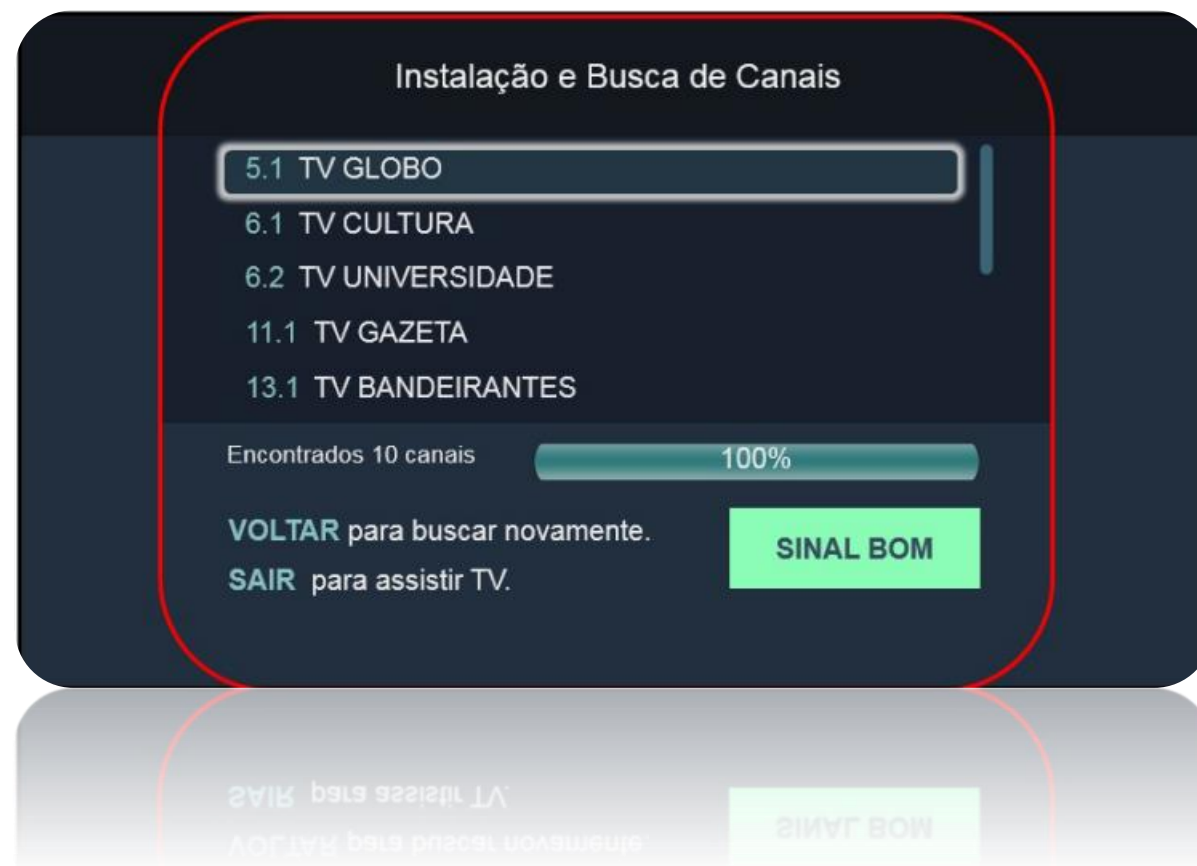 Instalação e Busca de Canais
5.1 TV GLOBO
6.1 TV CULTURA
6.2 TV UNIVERSIDADE
11.1 TV GAZETA
13.1 TV BANDEIRANTES
Encontrados 10 canais 100%
VOLTAR para buscar novamente.
SAIR para assistir TV.
SINAL BOM